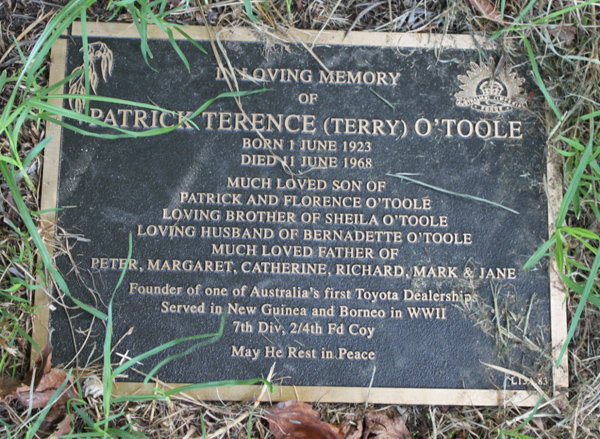 IN LOVING MEMORY
OF
PATRICK TERENCE (TERRY) O'TOOLE
BORN 1 JUNE 1923
DIED 11 JUNE 1968
MUCH LOVED SON OF
PATRICK AND FLORENCE O'TOOLE
LOVING BROTHER OF SHEILA O'TOOLE
LOVING HUSBAND OF BERNADETTE O'TOOLE
MUCH LOVED FATHER OF
PETER, MARGARET, CATHERINE, RICHARD, MARK & JANE
Founder of one of Australia's first Toyota Dealerships
Served in New Guinea and Borneo in WWII
7th Div, 2/4th Fd Coy
May He Rest in Peace